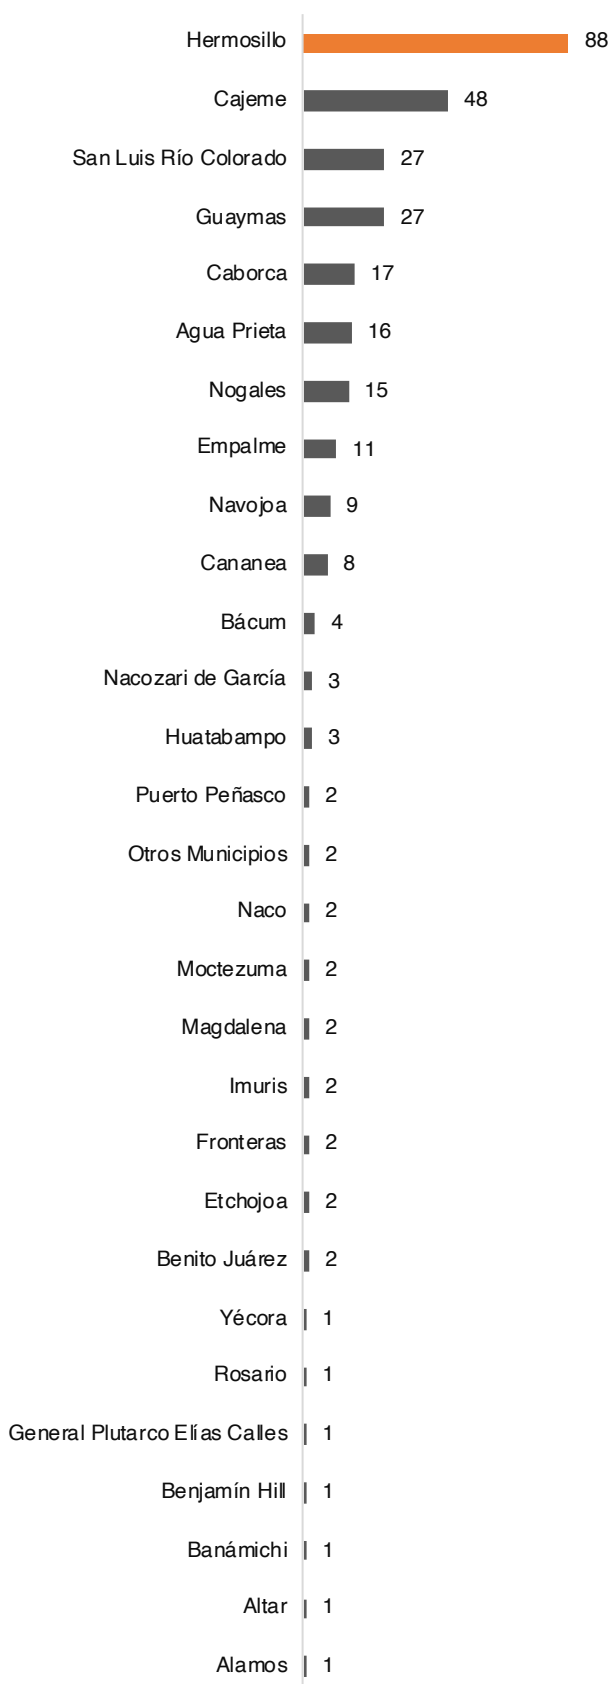 Hermosillo 88
Cajeme 48
San Luis Río Colorado 27
Guaymas 27
Caborca 17
Agua Prieta 16
Nogales 15
Empalme 11
Navojoa 9
Cananea 8
Bácum 4
Nacozari de García 3
Huatabampo 3
Puerto Peñasco 2
Otros Municipios 2
Naco 2
Moctezuma 2
Magdalena 2
Imuris 2
Fronteras 2
Etchojoa 2
Benito Juárez 2
Yécora 1
Rosario 1
General Plutarco Elías Calles 1
Benjamín Hill 1
Banámichi 1
Altar 1
Alamos 1